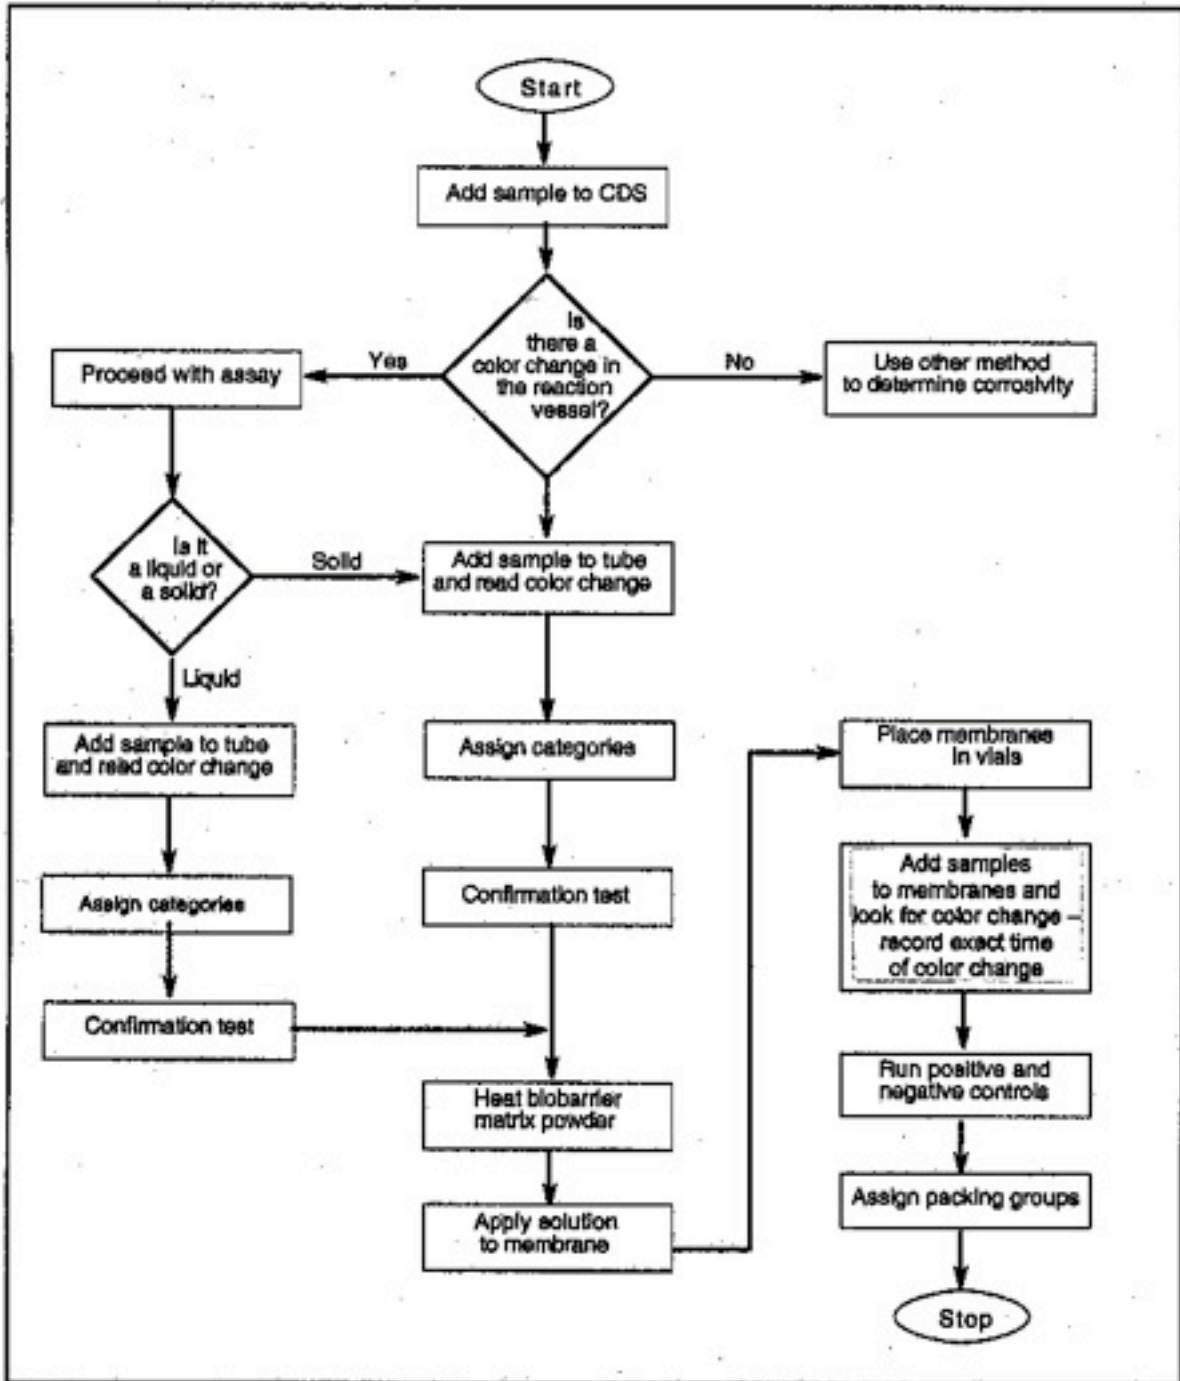 Start
Add sample to CDS
Is
there a
color change in
the reaction
vessel?
Yes
No
Proceed with assay
Use other method
to determine corrosivity
Is it
a liquid or
a solid?
Solid
Add sample to tube
and read color change
Liquid
Add sample to tube
and read color change
Assign categories
Place membranes
in vials
Assign categories
Confirmation test
Add samples
to membranes and
look for color change –
record exact time
of color change
Confirmation test
Run positive and
negative controls
Heat biobarrier
matrix powder
Assign packing groups
Apply solution
to membrane
Stop